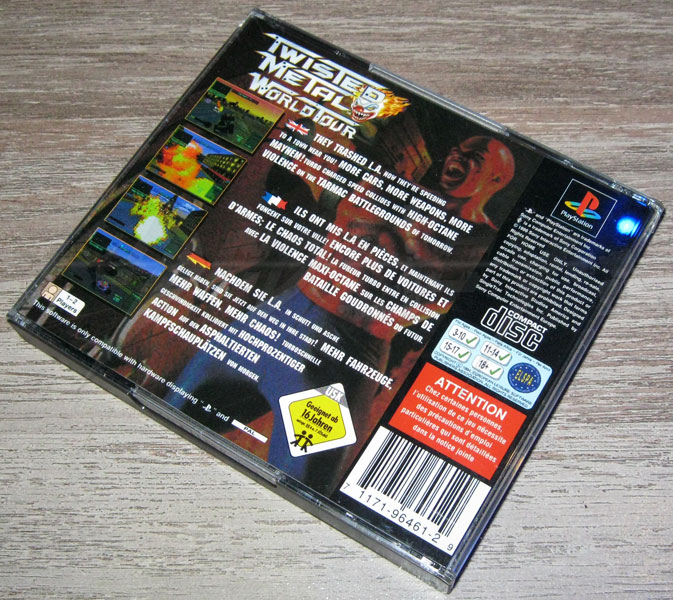 TWISTED
METAL
WORLD TOUR
THEY TRASHED L.A. NOW THEY'RE SPEEDING
TO A TOWN NEAR YOU! MORE CARS, MORE WEAPONS, MORE
MAYHEM! TURBO CHARGED SPEED COLLIDES WITH HIGH-OCTANE
VIOLENCE ON THE TARMAC BATTLEGROUNDS OF TOMORROW.
ILS ONT MIS L.A EN PIÈCES, ET MAINTENANT ILS
FONCENT SUR VOTRE VILLE! ENCORE PLUS DE VOITURES ET
D'ARMES: LE CHAOS TOTAL! LA FUREUR TURBO ENTRE EN COLLISION
AVEC LA VIOLENCE MAXI-OCTANE SUR LES CHAMPS DE
BATAILLE GOUDRONNÉS DU FUTUR.
NACHDEM SIE L.A. IN SCHUTT UND ASCHE
GELEGT HABEN, SIND SIE JETZT AUF DEM WEG IN IHRE STADT! MEHR FAHRZEUGE,
MEHR WAFFEN, MEHR CHAOS! TURBOSCHNELLE
GESCHWINDIGKEIT KOLLIDIERT MIT HOCHPROZENTIGER
ACTION AUF DEN ASPHALTIERTEN
KAMPFSCHAUPLÄTZEN VON MORGEN.
1-2
Players
This software is only compatible with hardware displaying "PS" and PAL
USK
Geeignet ab
16 Jahren
PlayStation
COMPACT
disc
3-10
11-14
15-17
18+
ELSPA
ATTENTION
Chez certaines personnes,
l'utilisation de ce jeu nécessite
des précautions d'emploi
particulières qui sont détaillées
dans la notice jointe
7 11719-64612 9